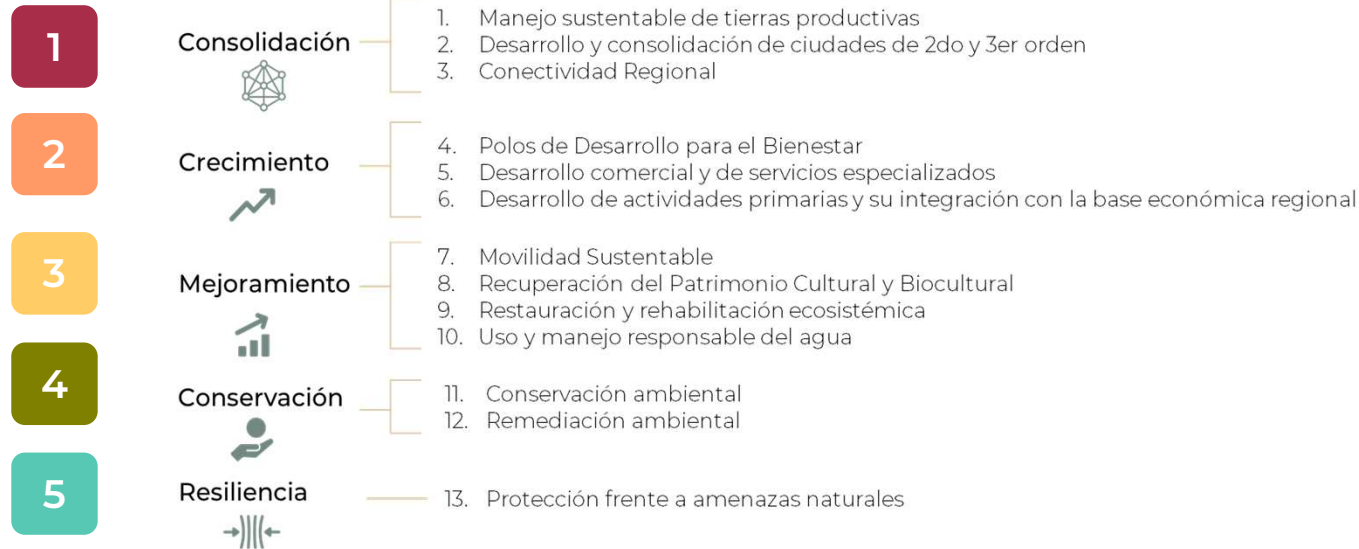 1
Consolidación
1. Manejo sustentable de tierras productivas
2. Desarrollo y consolidación de ciudades de 2do y 3er orden
3. Conectividad Regional
2
Crecimiento
4. Polos de Desarrollo para el Bienestar
5. Desarrollo comercial y de servicios especializados
6. Desarrollo de actividades primarias y su integración con la base económica regional
3
Mejoramiento
7. Movilidad Sustentable
8. Recuperación del Patrimonio Cultural y Biocultural
9. Restauración y rehabilitación ecosistémica
10. Uso y manejo responsable del agua
4
Conservación
11. Conservación ambiental
12. Remediación ambiental
5
Resiliencia
13. Protección frente a amenazas naturales